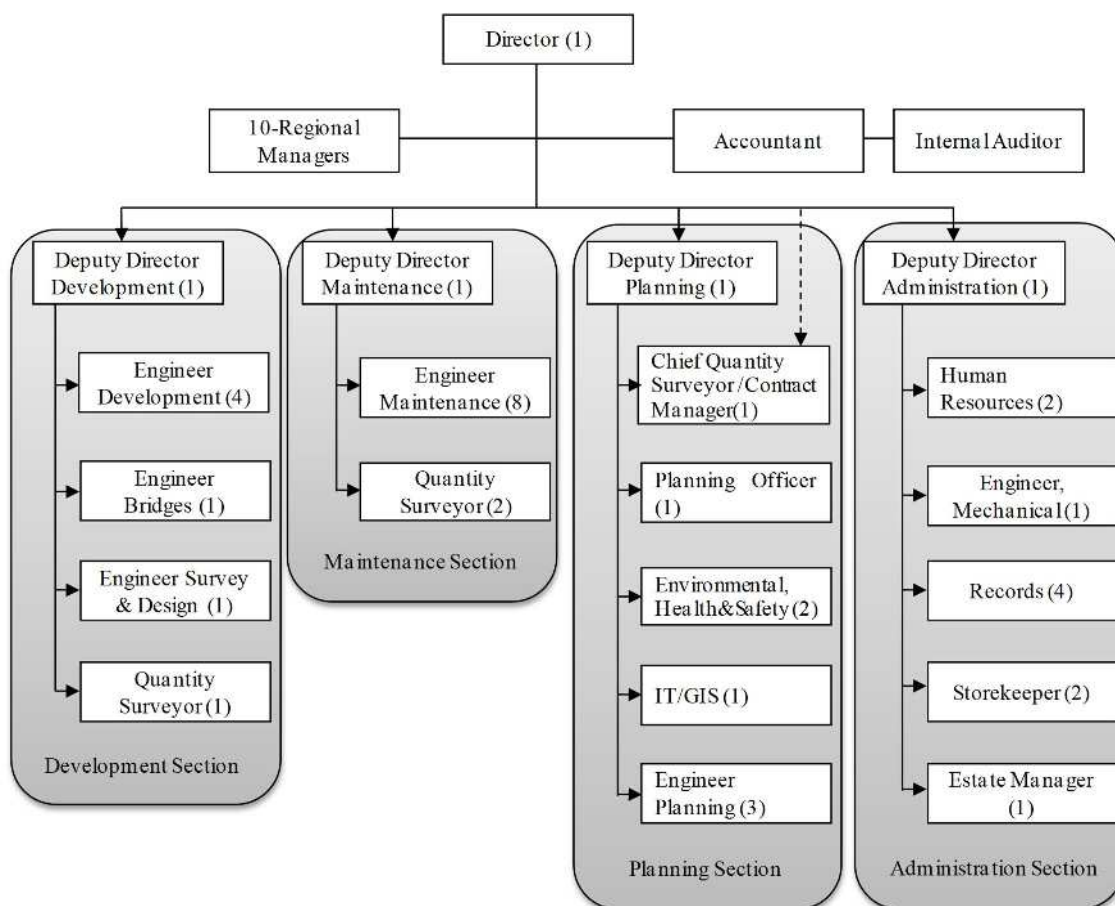 Director (1)
10-Regional
Managers
Accountant
Internal Auditor
Deputy Director
Development (1)
Engineer
Development (4)
Engineer
Bridges (1)
Engineer Survey
& Design (1)
Quantity
Surveyor (1)
Development Section
Deputy Director
Maintenance (1)
Engineer
Maintenance (8)
Quantity
Surveyor (2)
Maintenance Section
Deputy Director
Planning (1)
Chief Quantity
Surveyor /Contract
Manager(1)
Planning Officer
(1)
Environmental,
Health&Safety (2)
IT/GIS (1)
Engineer
Planning (3)
Planning Section
Deputy Director
Administration (1)
Human
Resources (2)
Engineer,
Mechanical (1)
Records (4)
Storekeeper (2)
Estate Manager
(1)
Administration Section